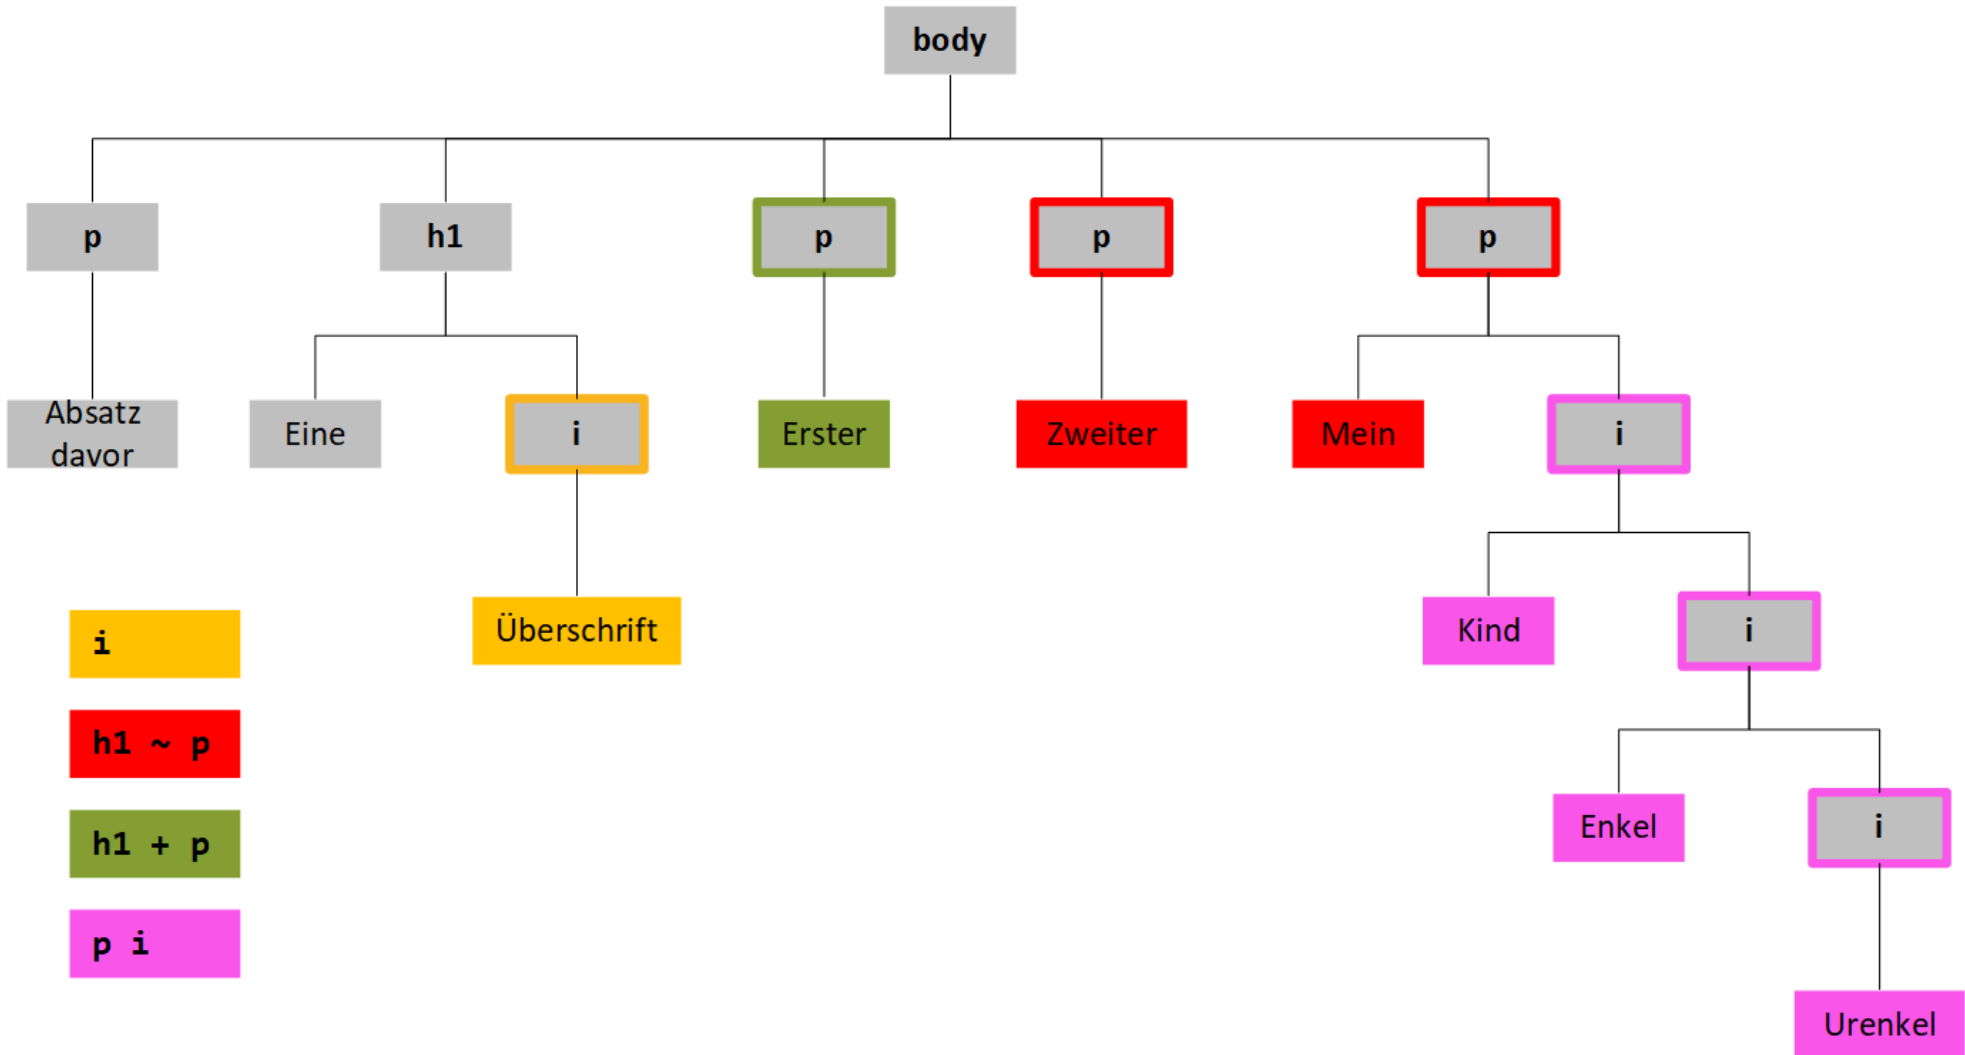 body
p
h1
p
p
p
Absatz
davor
Eine
i
Erster
Zweiter
Mein
i
i
Überschrift
Kind
i
h1 ~ p
Enkel
i
h1 + p
p i
Urenkel